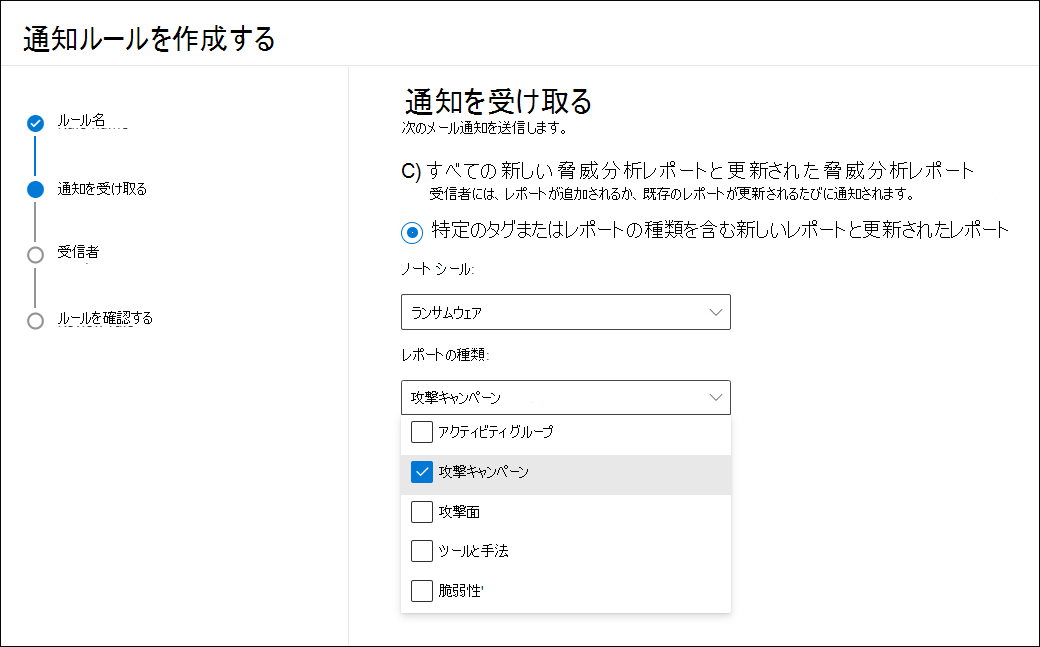 通知ルールを作成する
ルール名
通知を受け取る
受信者
ルールを確認する
通知を受け取る
次のメール通知を送信します。
C) すべての新しい脅威分析レポートと更新された脅威分析レポート
受信者には、レポートが追加されるか、既存のレポートが更新されるたびに通知されます。
特定のタグまたはレポートの種類を含む新しいレポートと更新されたレポート
ノート シール:
ランサムウェア
レポートの種類:
攻撃キャンペーン
アクティビティ グループ
攻撃キャンペーン
攻撃面
ツールと手法
脆弱性'